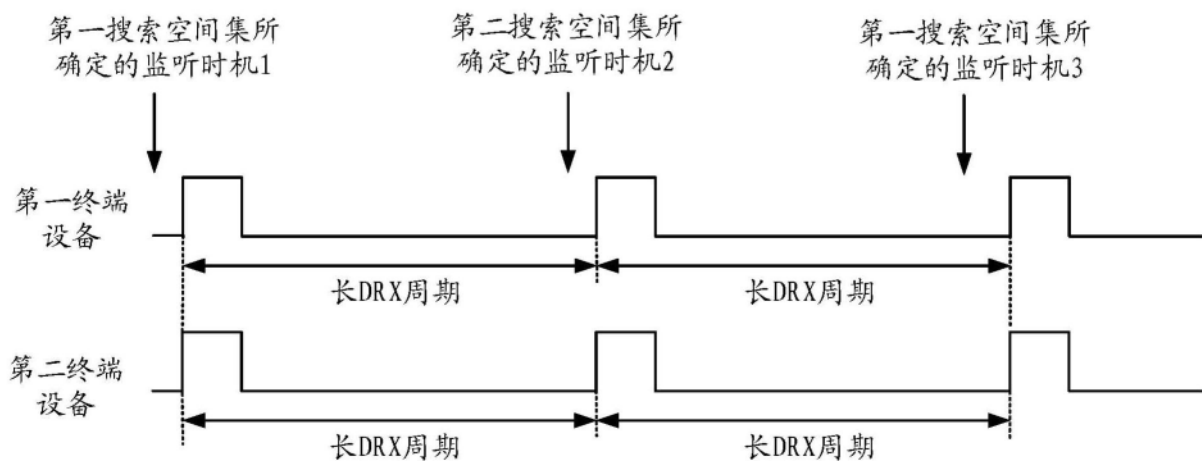 第一搜索空间集所
确定的监听时机1
第二搜索空间集所
确定的监听时机2
第一搜索空间集所
确定的监听时机3
第一终端
设备
长DRX周期
长DRX周期
第二终端
设备
长DRX周期
长DRX周期